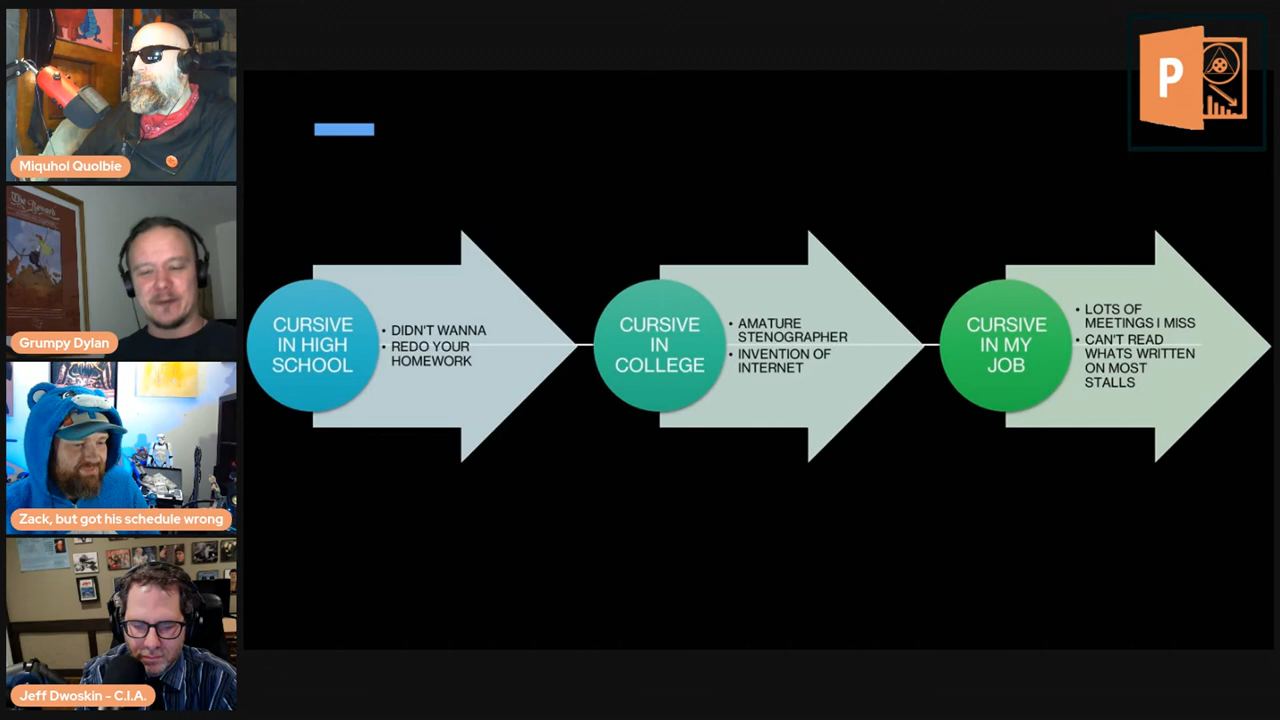 Miquhol Quolbie
The Record
Grumpy Dylan
Zack, but got his schedule wrong
Jeff Dwoskin - C.I.A.
P
CURSIVE
IN HIGH
SCHOOL
• DIDN'T WANNA
• REDO YOUR
HOMEWORK
CURSIVE
IN
COLLEGE
• AMATURE
STENOGRAPHER
• INVENTION OF
INTERNET
CURSIVE
IN MY
JOB
• LOTS OF
MEETINGS I MISS
• CAN'T READ
WHATS WRITTEN
ON MOST
STALLS